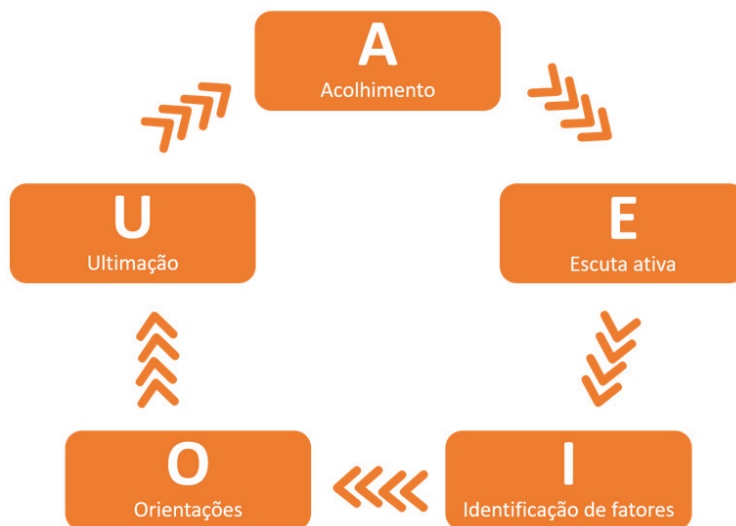 A
Acolhimento
E
Escuta ativa
I
Identificação de fatores
O
Orientações
U
Ultimação